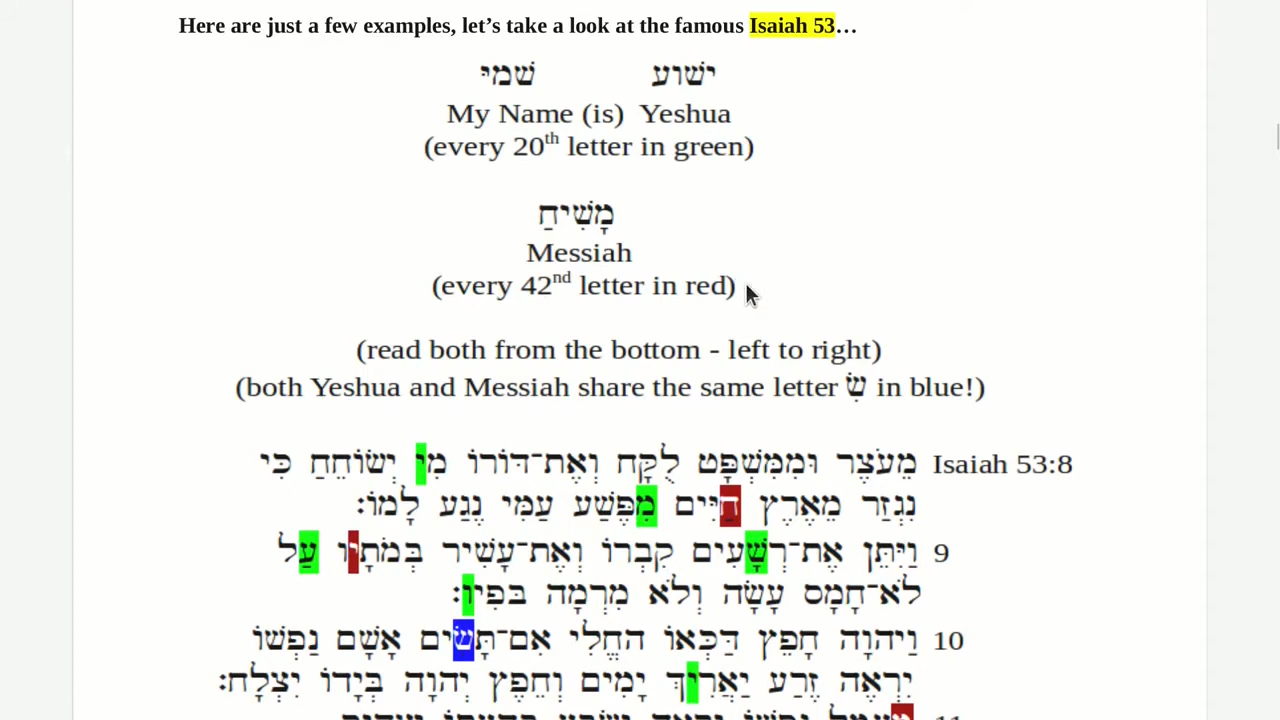 Here are just a few examples, let’s take a look at the famous Isaiah 53…
ישוע שמי
My Name (is) Yeshua
(every 20th letter in green)
מָשִׁיחַ
Messiah
(every 42nd letter in red)
(read both from the bottom - left to right)
(both Yeshua and Messiah share the same letter שִׂ in blue!)
Isaiah 53:8 מֵעֹצֶר וּמִמִּשְׁפָּט לֻקָּח וְאֶת־דּוֹרוֹ מִי יְשׂוֹחֵחַ כִּי
נִגְזַר מֵאֶרֶץ חַיִּים מִפֶּשַׁע עַמִּי נֶגַע לָמוֹ׃
9 וַיִּתֵּן אֶת־רְשָׁעִים קִבְרוֹ וְאֶת־עָשִׁיר בְּמֹתָיו עַל
לֹא־חָמָס עָשָׂה וְלֹא מִרְמָה בּפִיו׃
10 וַיהוָה חָפֵץ דַּכְּאוֹ החֱלִי אִם־תָּשִׂים אָשָׁם נַפְשׁוֹ
יִרְאֶה זֶרַע יַאֲרִיךְ יָמִים וְחֵפֶץ יְהוָה בְּיָדוֹ יִצְלָח׃